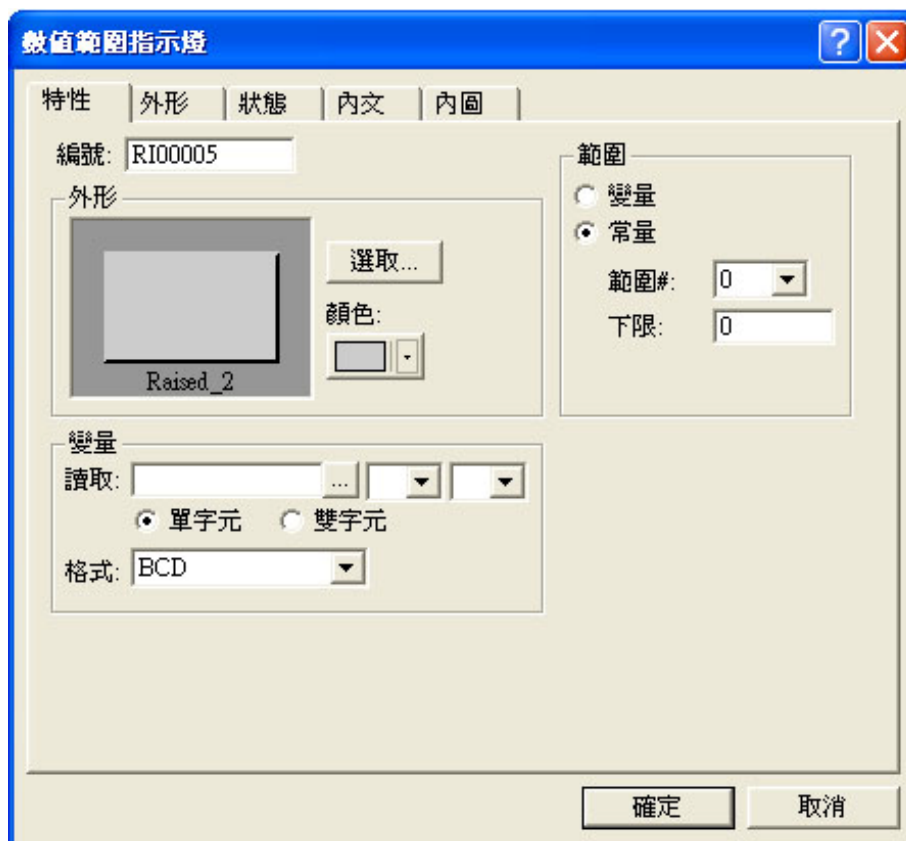 數值範圍指示燈
特性 外形 狀態 內文 內圖
編號: RI00005
外形
Raised_2
選取...
顏色:
變量
讀取: ...
單字元 雙字元
格式: BCD
範圍
變量
常量
範圍#: 0
下限: 0
確定 取消